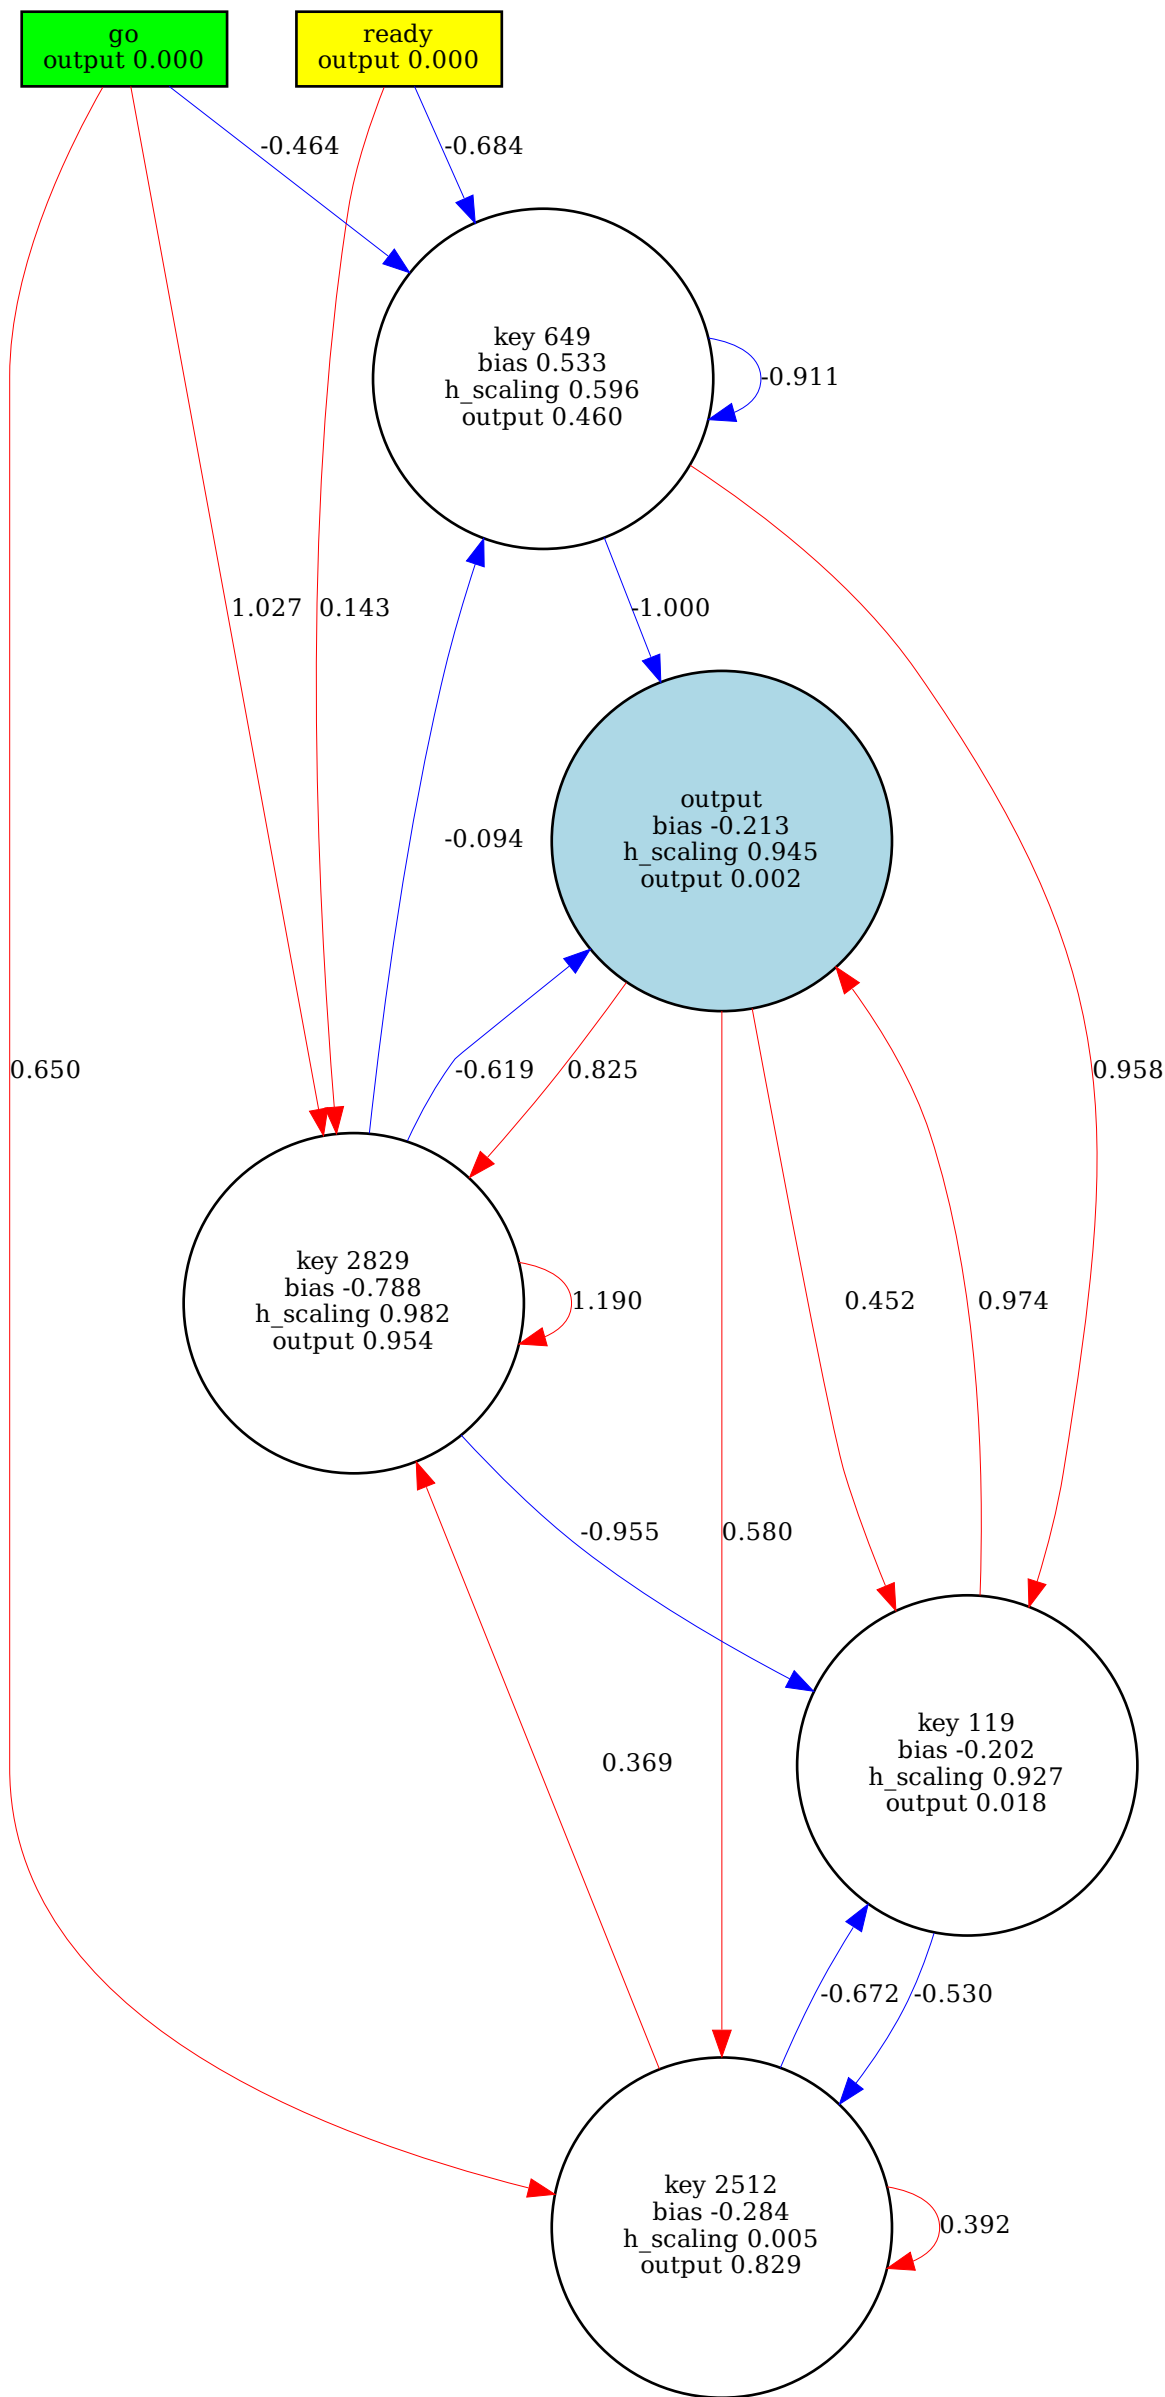 go
output 0.000
ready
output 0.000
-0.464
-0.684
key 649
bias 0.533
h_scaling 0.596
output 0.460
-0.911
1.027
0.143
-1.000
output
bias -0.213
h_scaling 0.945
output 0.002
-0.094
0.650
-0.619
0.825
0.958
key 2829
bias -0.788
h_scaling 0.982
output 0.954
1.190
0.452
0.974
-0.955
0.580
key 119
bias -0.202
h_scaling 0.927
output 0.018
0.369
-0.672
-0.530
key 2512
bias -0.284
h_scaling 0.005
output 0.829
0.392